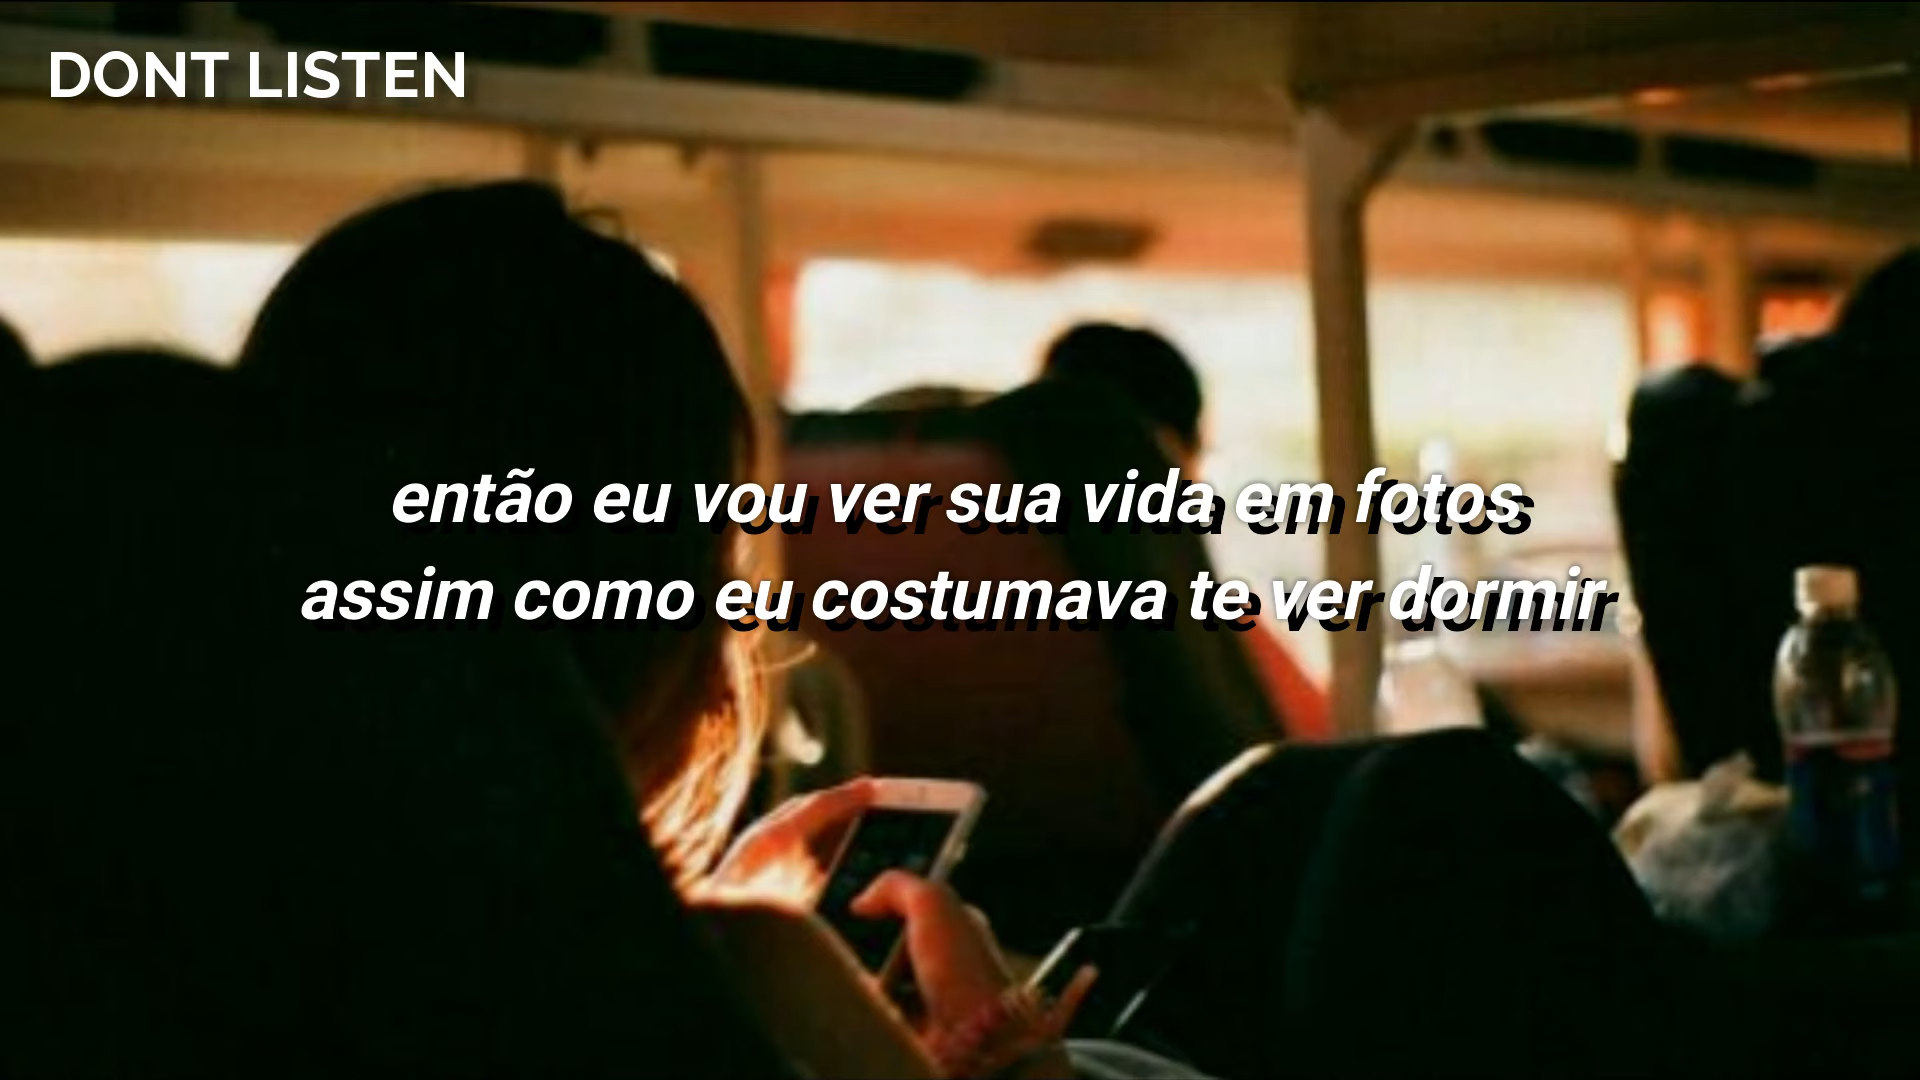 DONT LISTEN
então eu vou ver sua vida em fotos
assim como eu costumava te ver dormir